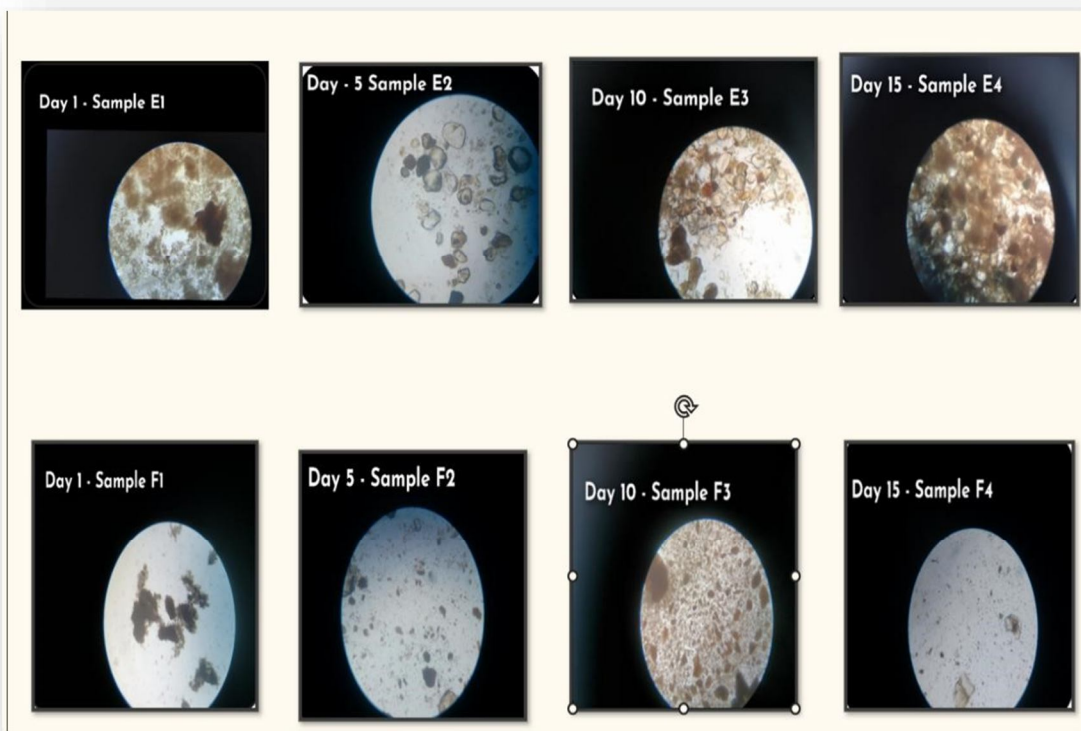 Day 1 - Sample E1
Day - 5 Sample E2
Day 10 - Sample E3
Day 15 - Sample E4
Day 1 - Sample F1
Day 5 - Sample F2
Day 10 - Sample F3
Day 15 - Sample F4